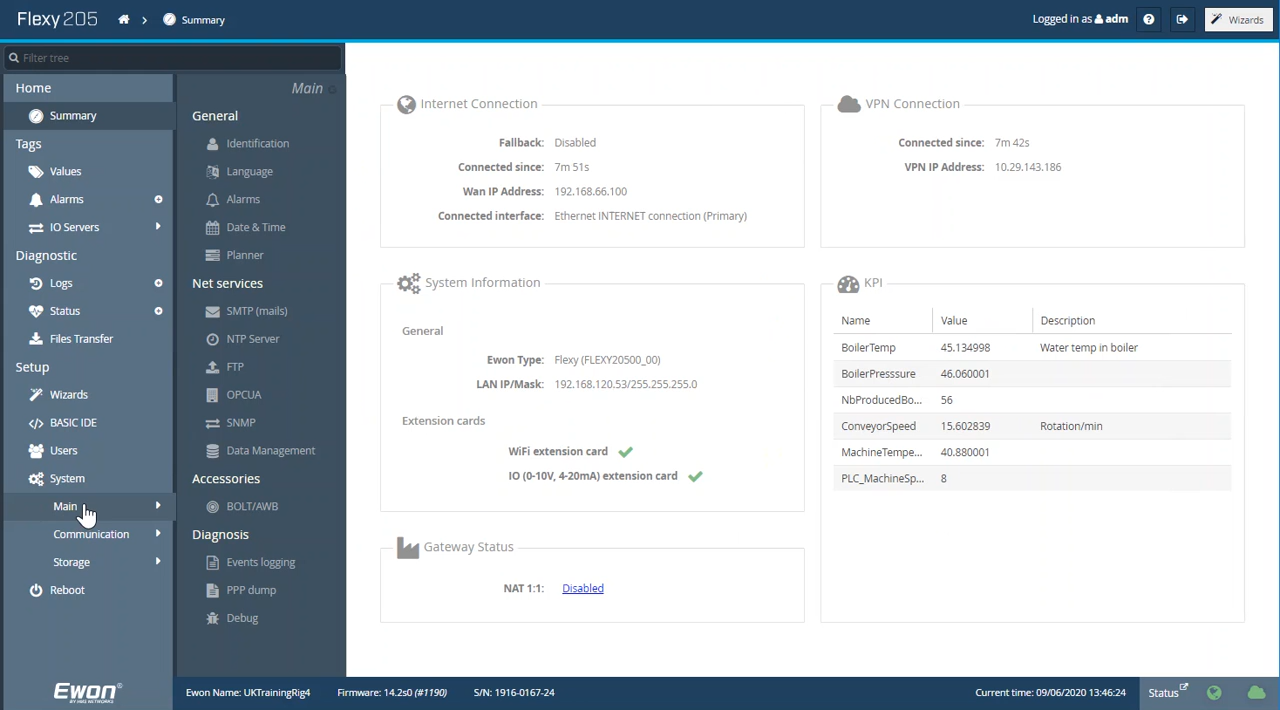 Flexy 205
Summary
Logged in as adm
Wizards
Filter tree
Home
Summary
Tags
Values
Alarms
IO Servers
Diagnostic
Logs
Status
Files Transfer
Setup
Wizards
BASIC IDE
Users
System
Main
Communication
Storage
Reboot
Ewon®
BY HMS NETWORKS
Main
General
Identification
Language
Alarms
Date & Time
Planner
Net services
SMTP (mails)
NTP Server
FTP
OPCUA
SNMP
Data Management
Accessories
BOLT/AWB
Diagnosis
Events logging
PPP dump
Debug
Internet Connection
Fallback: Disabled
Connected since: 7m 51s
Wan IP Address: 192.168.66.100
Connected interface: Ethernet INTERNET connection (Primary)
VPN Connection
Connected since: 7m 42s
VPN IP Address: 10.29.143.186
System Information
General
Ewon Type: Flexy (FLEXY20500_00)
LAN IP/Mask: 192.168.120.53/255.255.255.0
Extension cards
WiFi extension card
IO (0-10V, 4-20mA) extension card
KPI
Name Value Description
BoilerTemp 45.134998 Water temp in boiler
BoilerPresssure 46.060001
NbProducedBo... 56
ConveyorSpeed 15.602839 Rotation/min
MachineTempe... 40.880001
PLC_MachineSp... 8
Gateway Status
NAT 1:1: Disabled
Ewon Name: UKTrainingRig4 Firmware: 14.2s0 (#1190) S/N: 1916-0167-24
Current time: 09/06/2020 13:46:24 Status